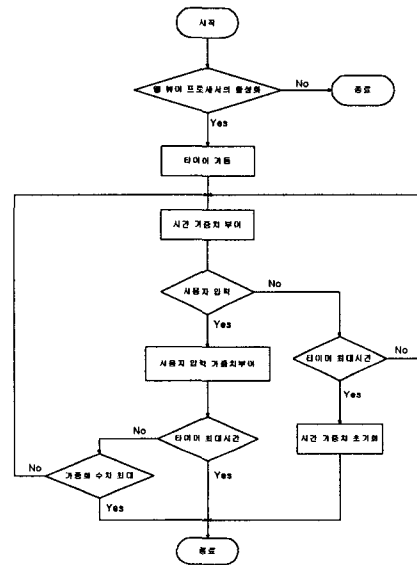 시작
웹 뷰어 프로세서의 활성화
No
종료
Yes
타이머 가동
시간 가중치 부여
사용자 입력
No
Yes
타이머 최대시간
No
사용자 입력 가중치부여
Yes
타이머 최대시간
No
시간 가중치 초기화
No
가중화 수치 최대
Yes
Yes
종료